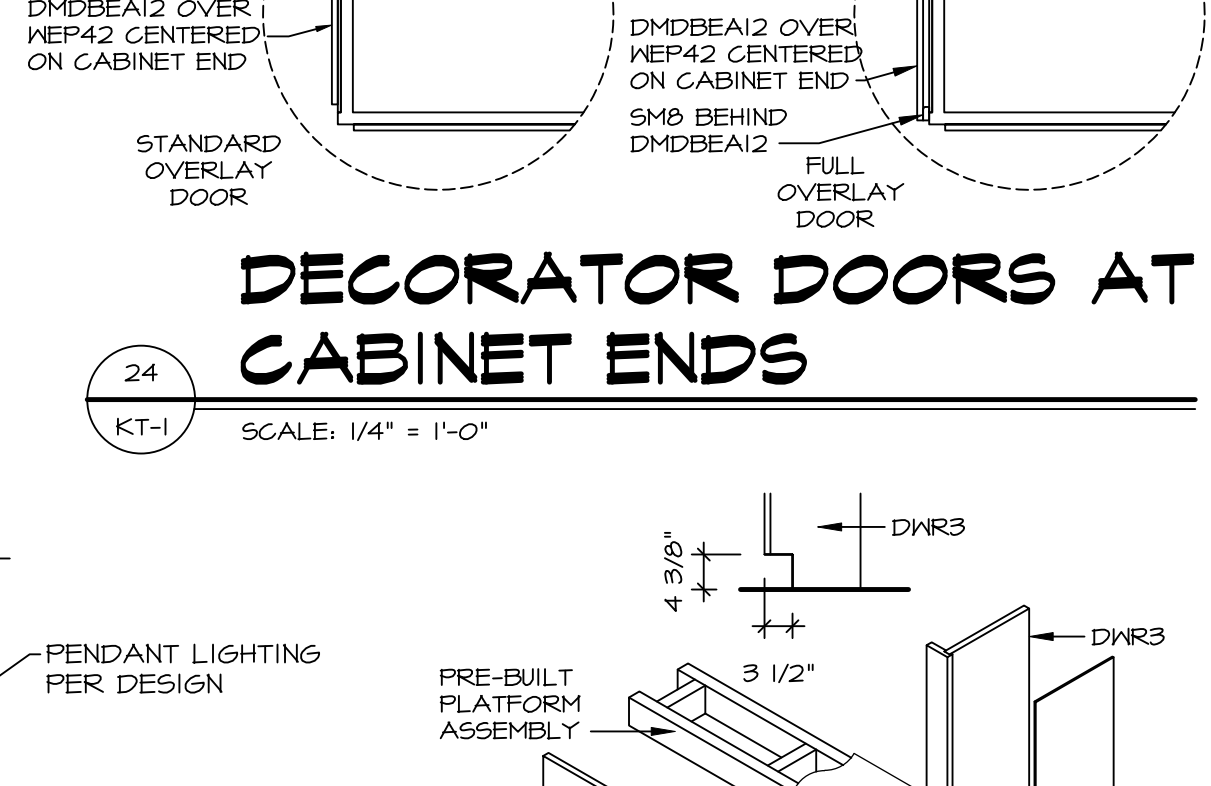 DMDBEA12 OVER
WEP42 CENTERED
ON CABINET END
STANDARD
OVERLAY
DOOR
DMDBEA12 OVER
WEP42 CENTERED
ON CABINET END
SM8 BEHIND
DMDBEA12
FULL
OVERLAY
DOOR
DECORATOR DOORS AT
CABINET ENDS
24
KT-1
SCALE: 1/4" = 1'-0"
DWR3
4 3/8"
3 1/2"
DWR3
PENDANT LIGHTING
PER DESIGN
PRE-BUILT
PLATFORM
ASSEMBLY